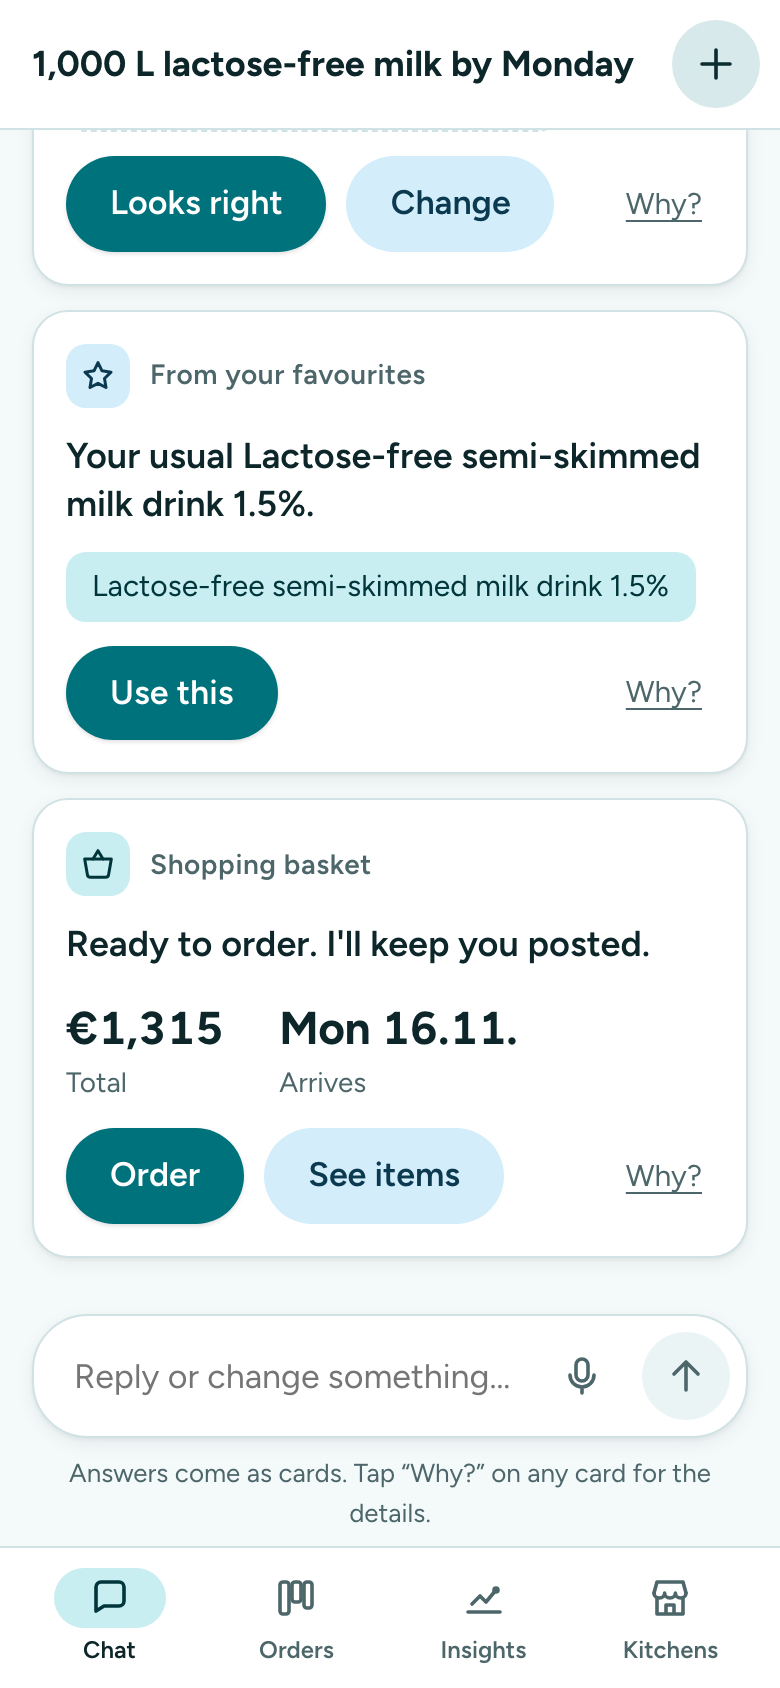 1,000 L lactose-free milk by Monday
Looks right
Change
Why?
From your favourites
Your usual Lactose-free semi-skimmed
milk drink 1.5%.
Lactose-free semi-skimmed milk drink 1.5%
Use this
Why?
Shopping basket
Ready to order. I'll keep you posted.
€1,315
Mon 16.11.
Total
Arrives
Order
See items
Why?
Reply or change something...
Answers come as cards. Tap “Why?” on any card for the
details.
Chat
Orders
Insights
Kitchens